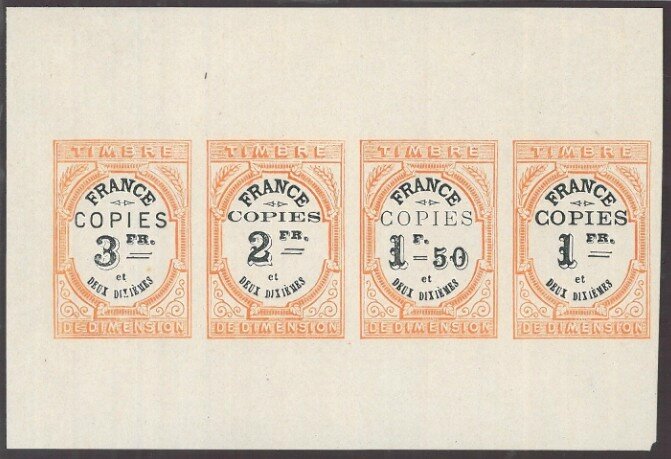 TIMBRE
FRANCE
COPIES
3 FR.
et
DEUX DIXIÈMES
DE DIMENSION
TIMBRE
FRANCE
COPIES
2 FR.
et
DEUX DIXIÈMES
DE DIMENSION
TIMBRE
FRANCE
COPIES
1 F. 50
et
DEUX DIXIÈMES
DE DIMENSION
TIMBRE
FRANCE
COPIES
1 FR.
et
DEUX DIXIÈMES
DE DIMENSION